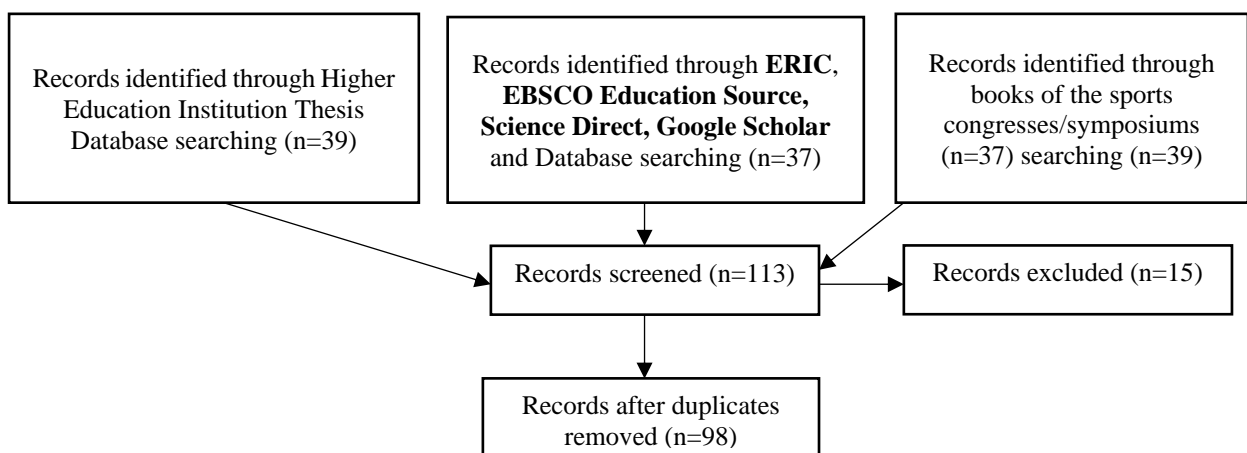 Records identified through Higher
Education Institution Thesis
Database searching (n=39)
Records identified through ERIC,
EBSCO Education Source,
Science Direct, Google Scholar
and Database searching (n=37)
Records identified through
books of the sports
congresses/symposiums
(n=37) searching (n=39)
Records screened (n=113)
Records excluded (n=15)
Records after duplicates
removed (n=98)